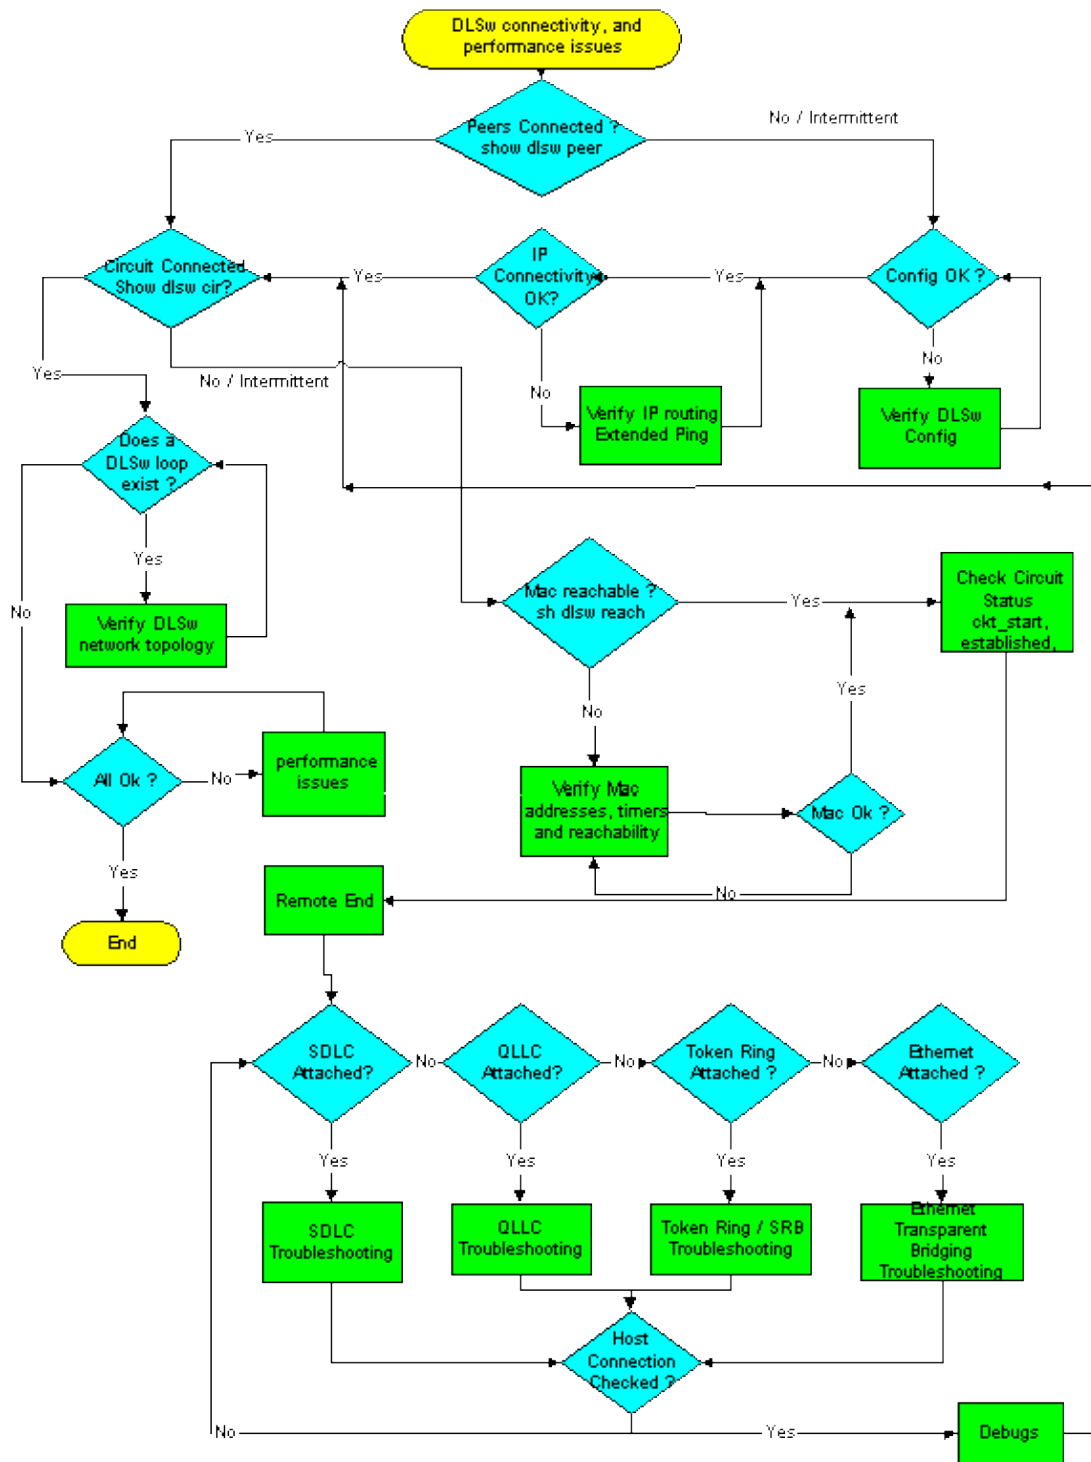 DLSw connectivity, and
performance issues
Peers Connected ?
show dlsw peer
Yes
No / Intermittent
Circuit Connected
Show dlsw cir?
Yes
IP
Connectivity
OK?
Yes
Config OK ?
Yes
No / Intermittent
No
No
Verify IP routing
Extended Ping
Verify DLSw
Config
Does a
DLSw loop
exist ?
Yes
No
Verify DLSw
network topology
Mac reachable ?
sh dlsw reach
Yes
Check Circuit
Status
ckt_start,
established,
No
Yes
All Ok ?
No
performance
issues
Verify Mac
addresses, timers
and reachability
Mac Ok ?
No
Yes
End
Remote End
SDLC
Attached?
No
QLLC
Attached?
No
Token Ring
Attached ?
No
Ethernet
Attached ?
Yes
Yes
Yes
Yes
SDLC
Troubleshooting
QLLC
Troubleshooting
Token Ring / SRB
Troubleshooting
Ethernet
Transparent
Bridging
Troubleshooting
Host
Connection
Checked ?
No
Yes
Debugs